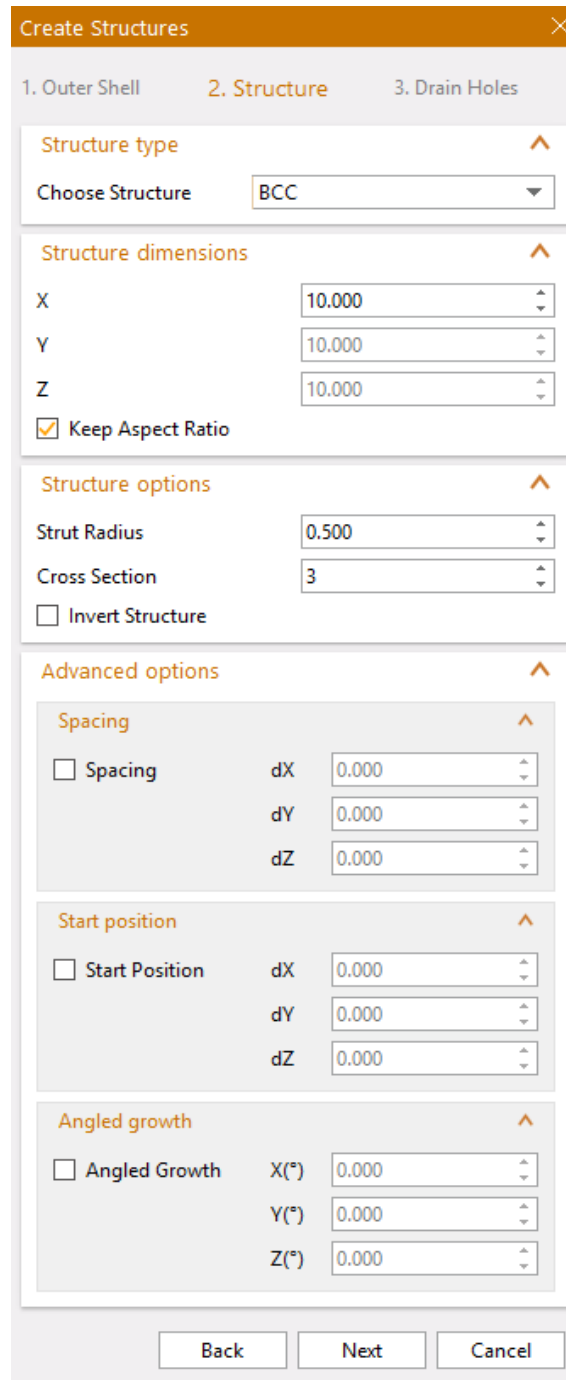 Create Structures
1. Outer Shell 2. Structure 3. Drain Holes
Structure type
Choose Structure BCC
Structure dimensions
X 10.000
Y 10.000
Z 10.000
Keep Aspect Ratio
Structure options
Strut Radius 0.500
Cross Section 3
Invert Structure
Advanced options
Spacing
Spacing dX 0.000
dY 0.000
dZ 0.000
Start position
Start Position dX 0.000
dY 0.000
dZ 0.000
Angled growth
Angled Growth X(°) 0.000
Y(°) 0.000
Z(°) 0.000
Back Next Cancel